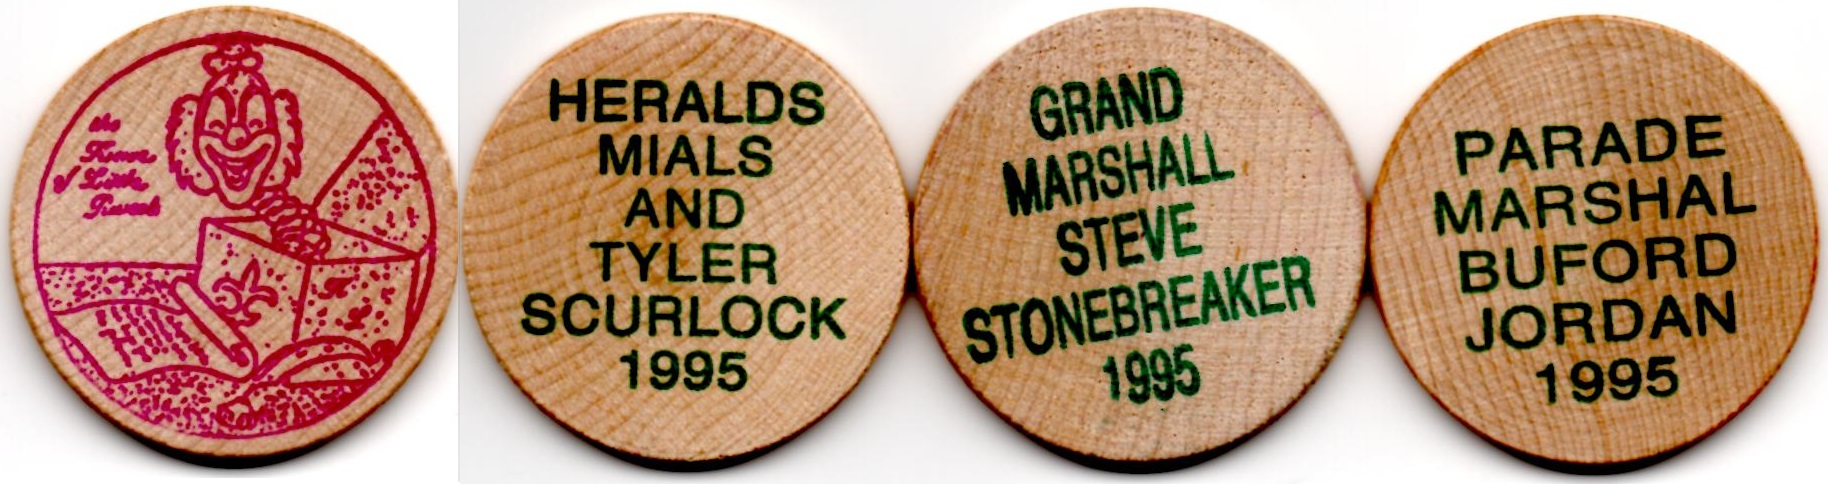 the
Krewe
of Little
Rascals
HERALDS
MIALS
AND
TYLER
SCURLOCK
1995
GRAND
MARSHALL
STEVE
STONEBREAKER
1995
PARADE
MARSHAL
BUFORD
JORDAN
1995